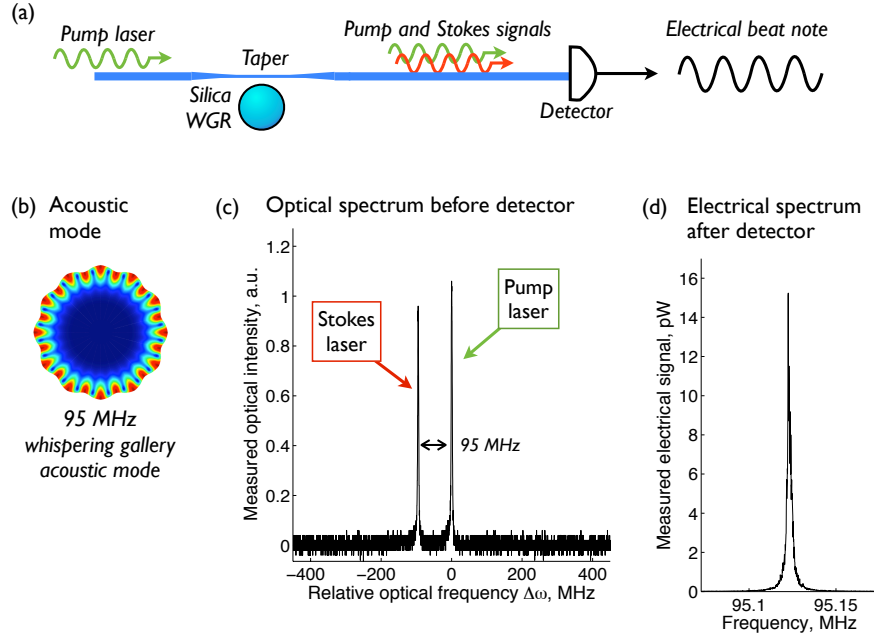 (a)
Pump laser
Taper
Pump and Stokes signals
Electrical beat note
Silica
WGR
Detector
(b) Acoustic
mode
95 MHz
whispering gallery
acoustic mode
(c) Optical spectrum before detector
1.2
1
0.8
0.6
0.4
0.2
0
Measured optical intensity, a.u.
Stokes
laser
Pump
laser
95 MHz
−400 −200 0 200 400
Relative optical frequency Δω, MHz
(d) Electrical spectrum
after detector
16
14
12
10
8
6
4
2
0
Measured electrical signal, pW
95.1 95.15
Frequency, MHz